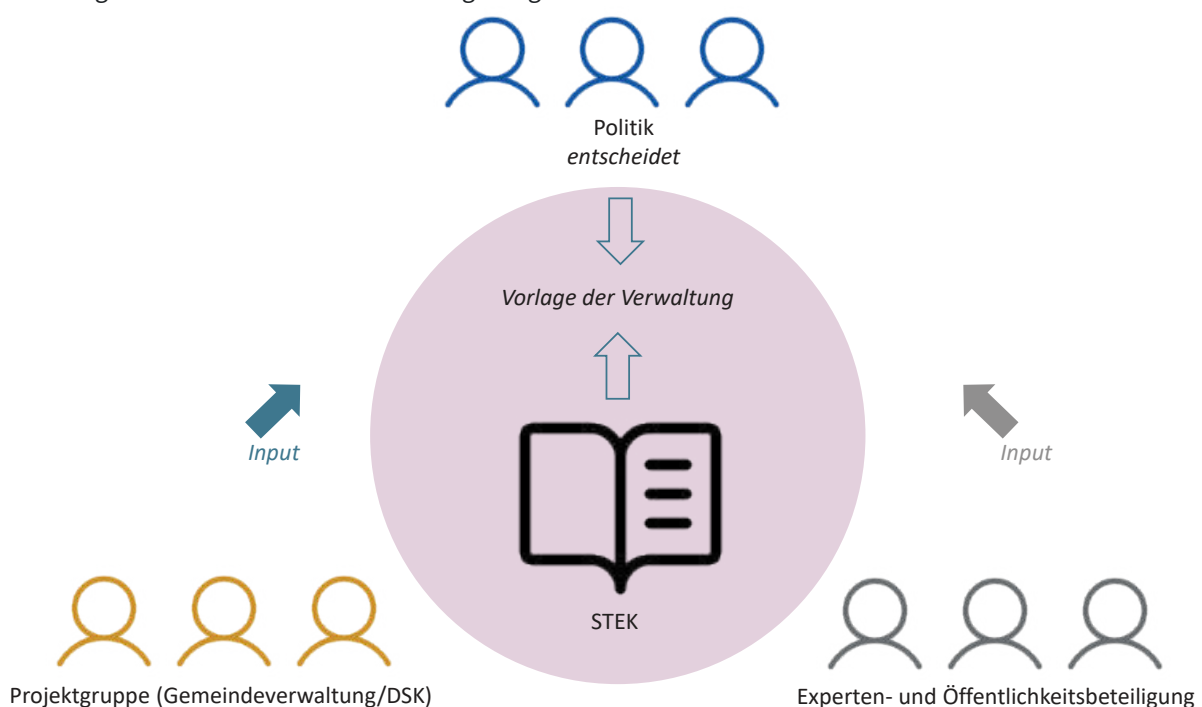 Politik
entscheidet
Vorlage der Verwaltung
Input
Input
STEK
Projektgruppe (Gemeindeverwaltung/DSK)
Experten- und Öffentlichkeitsbeteiligung